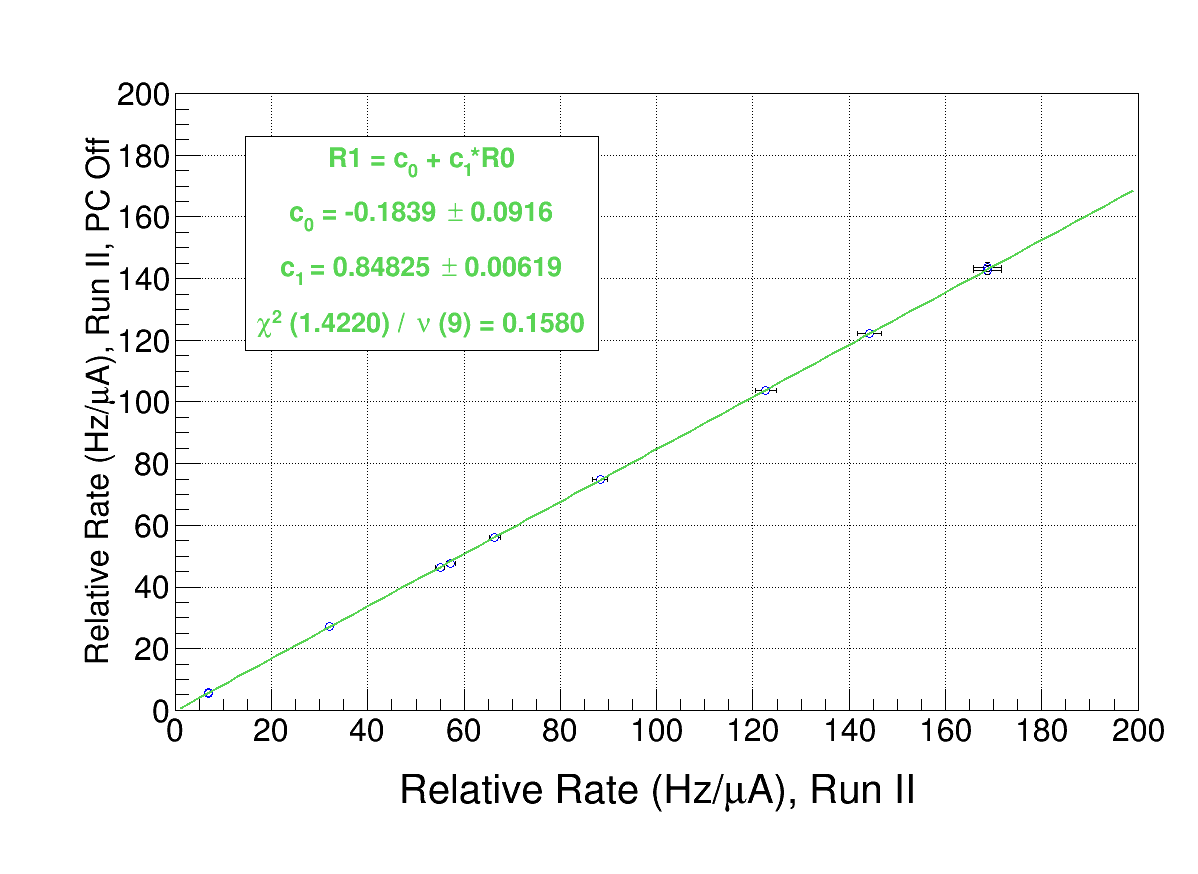 R1 = c₀ + c₁*R0
c₀ = -0.1839 ± 0.0916
c₁ = 0.84825 ± 0.00619
χ² (1.4220) / ν (9) = 0.1580
Relative Rate (Hz/μA), Run II, PC Off
200
180
160
140
120
100
80
60
40
20
0
0 20 40 60 80 100 120 140 160 180 200
Relative Rate (Hz/μA), Run II